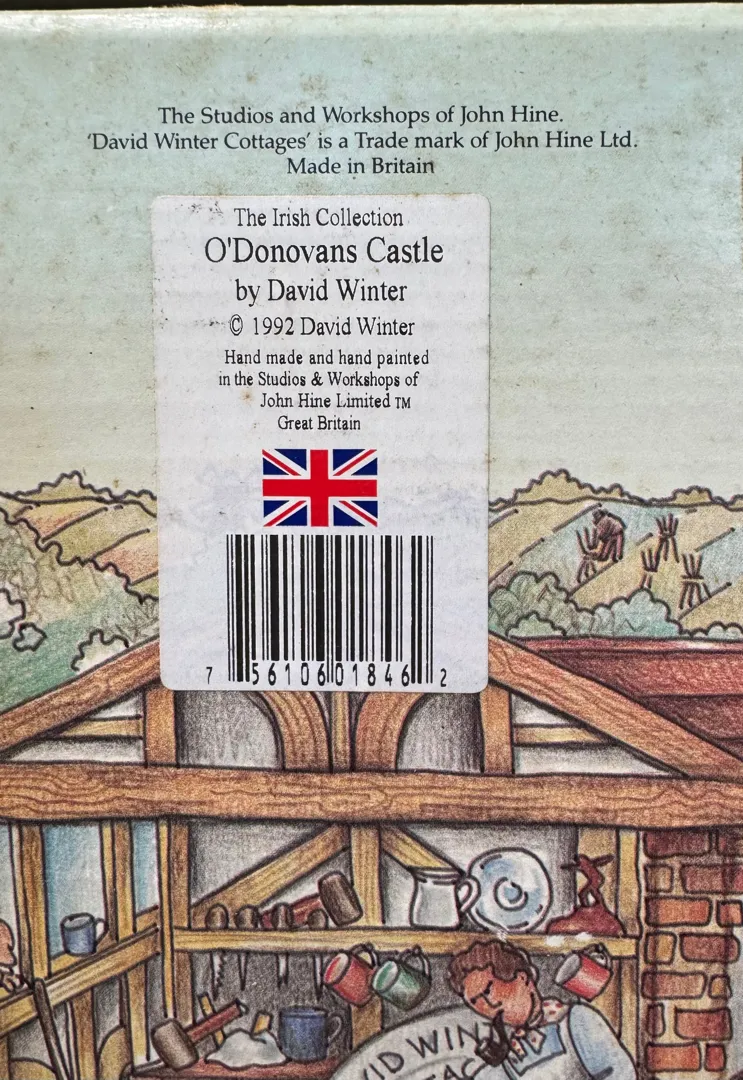 The Studios and Workshops of John Hine.
'David Winter Cottages' is a Trade mark of John Hine Ltd.
Made in Britain
The Irish Collection
O'Donovans Castle
by David Winter
© 1992 David Winter
Hand made and hand painted
in the Studios & Workshops of
John Hine Limited TM
Great Britain
7 56106 01846 2